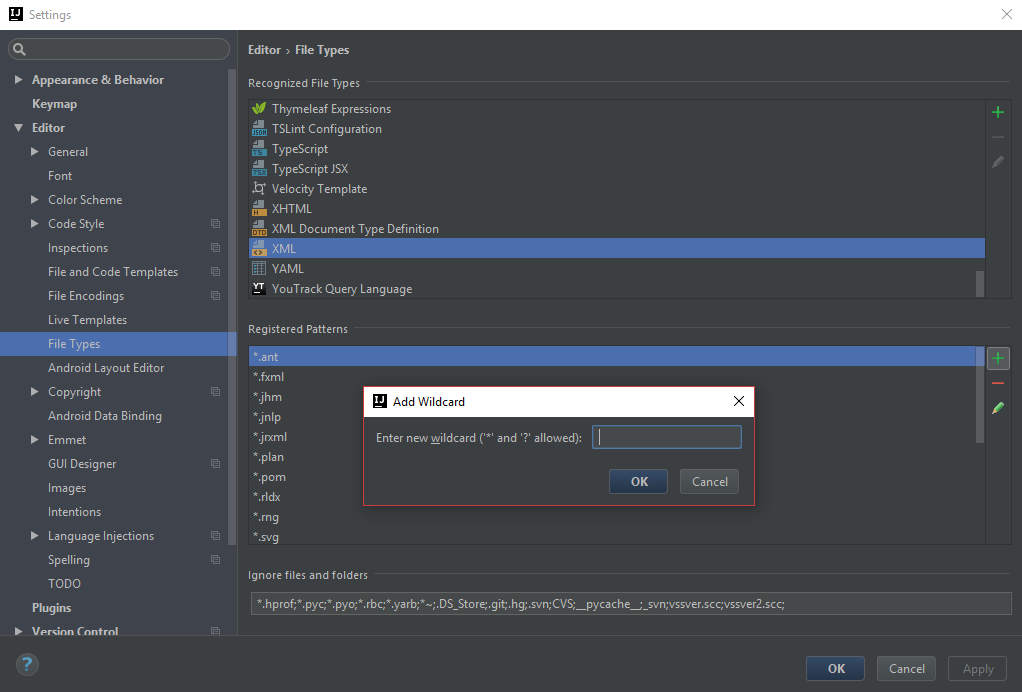 Settings
Appearance & Behavior
Keymap
Editor
General
Font
Color Scheme
Code Style
Inspections
File and Code Templates
File Encodings
Live Templates
File Types
Android Layout Editor
Copyright
Android Data Binding
Emmet
GUI Designer
Images
Intentions
Language Injections
Spelling
TODO
Plugins
Version Control
Editor › File Types
Recognized File Types
Thymeleaf Expressions
TSLint Configuration
TypeScript
TypeScript JSX
Velocity Template
XHTML
XML Document Type Definition
XML
YAML
YouTrack Query Language
Registered Patterns
*.ant
*.fxml
*.jhm
*.jnlp
*.jrxml
*.plan
*.pom
*.rldx
*.rng
*.svg
Add Wildcard
Enter new wildcard ('*' and '?' allowed):
OK Cancel
Ignore files and folders
*.hprof;*.pyc;*.pyo;*.rbc;*.yarb;*~;.DS_Store;.git;.hg;.svn;CVS;__pycache__;_svn;vssver.scc;vssver2.scc;
?
OK Cancel Apply